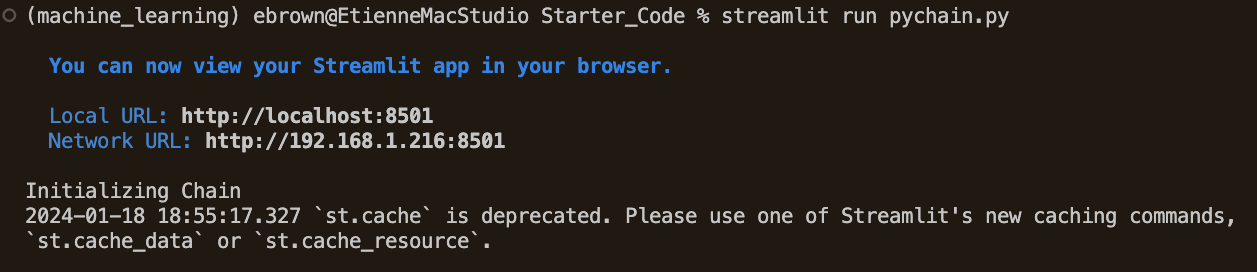 (machine_learning) ebrown@EtienneMacStudio Starter_Code % streamlit run pychain.py
You can now view your Streamlit app in your browser.
Local URL: http://localhost:8501
Network URL: http://192.168.1.216:8501
Initializing Chain
2024-01-18 18:55:17.327 `st.cache` is deprecated. Please use one of Streamlit's new caching commands,
`st.cache_data` or `st.cache_resource`.